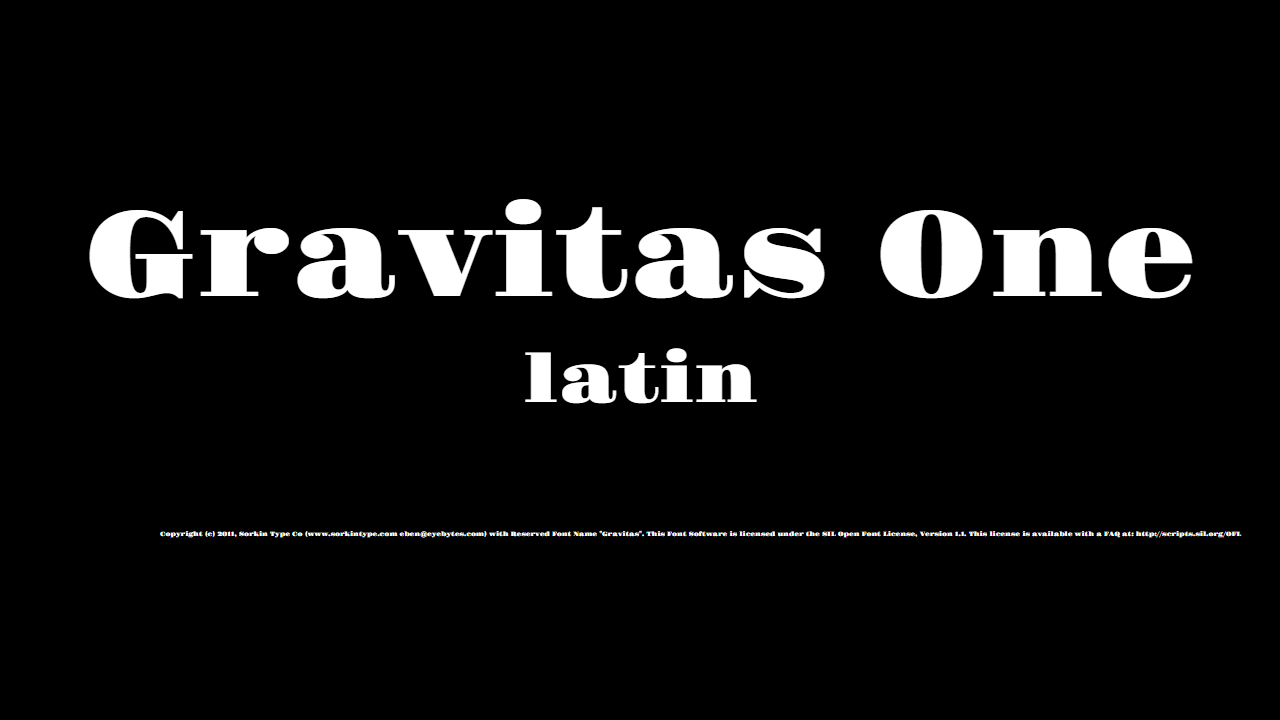 Gravitas One
latin
Copyright (c) 2011, Sorkin Type Co (www.sorkintype.com eben@eyebytes.com) with Reserved Font Name "Gravitas". This Font Software is licensed under the SIL Open Font License, Version 1.1. This license is available with a FAQ at: http://scripts.sil.org/OFL